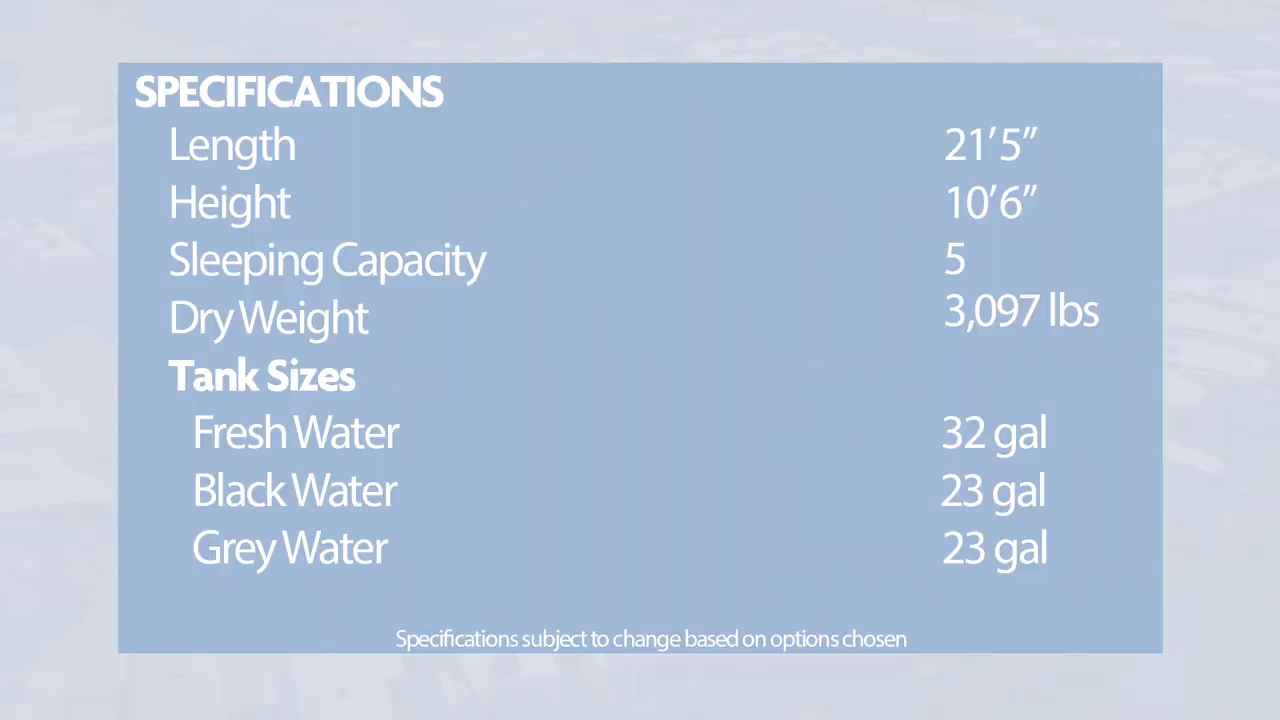 SPECIFICATIONS
Length 21’5”
Height 10’6”
Sleeping Capacity 5
Dry Weight 3,097 lbs
Tank Sizes
Fresh Water 32 gal
Black Water 23 gal
Grey Water 23 gal
Specifications subject to change based on options chosen